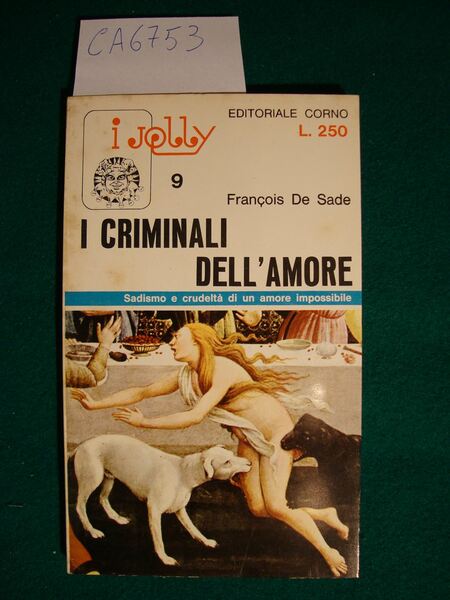 CA6753
i Jolly
EDITORIALE CORNO
L. 250
9
François De Sade
I CRIMINALI
DELL'AMORE
Sadismo e crudeltà di un amore impossibile